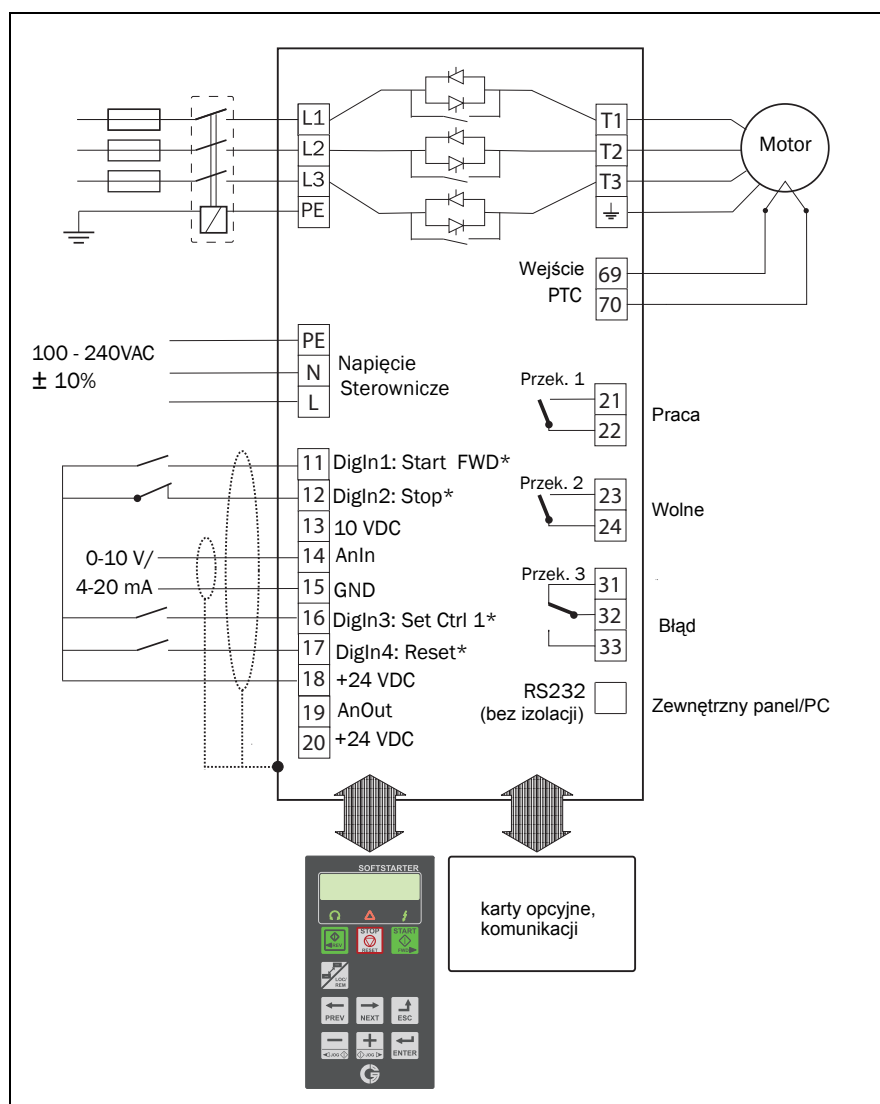 L1
L2
L3
PE
T1
T2
T3
Motor
Wejście
PTC
69
70
100 - 240VAC
± 10%
PE
N
L
Napięcie
Sterownicze
Przek. 1
21
22
Praca
11 DigIn1: Start FWD*
12 DigIn2: Stop*
13 10 VDC
0-10 V/
14 AnIn
4-20 mA
15 GND
16 DigIn3: Set Ctrl 1*
17 DigIn4: Reset*
18 +24 VDC
19 AnOut
20 +24 VDC
Przek. 2
23
24
Wolne
Przek. 3
31
32
33
Błąd
RS232
(bez izolacji)
Zewnętrzny panel/PC
SOFTSTARTER
REV
STOP
RESET
START
FWD
LOC/
REM
PREV
NEXT
ESC
JOG
JOG
ENTER
karty opcyjne,
komunikacji